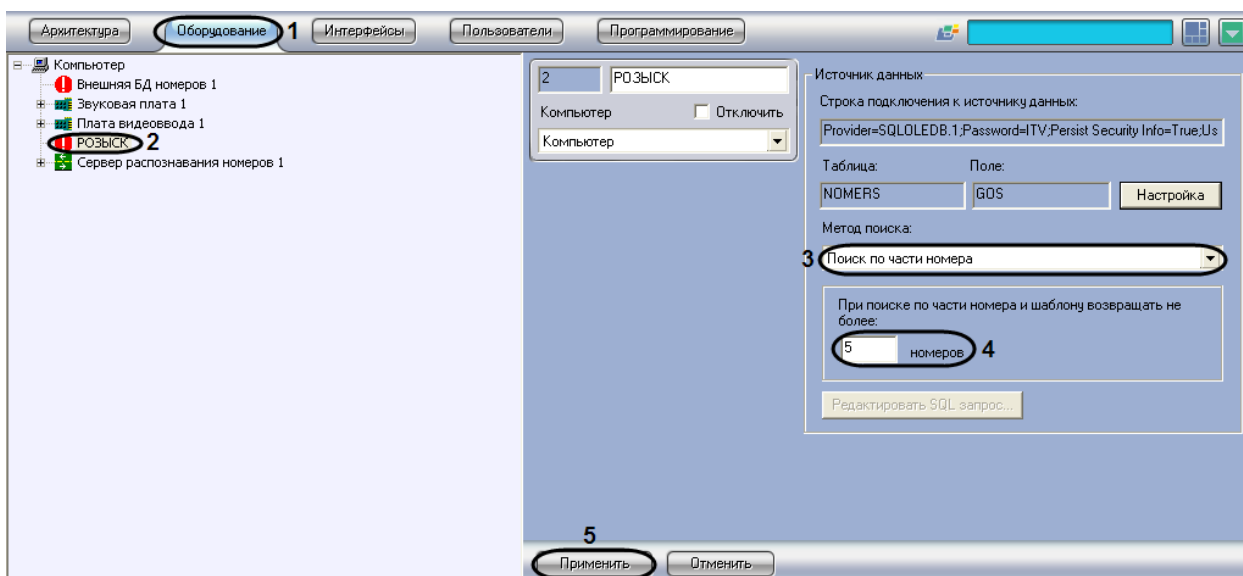 Архитектура Оборудование 1 Интерфейсы Пользователи Программирование
Компьютер
Внешняя БД номеров 1
Звуковая плата 1
Плата видеоввода 1
РОЗЫСК 2
Сервер распознавания номеров 1
2 РОЗЫСК
Компьютер Отключить
Компьютер
Источник данных
Строка подключения к источнику данных:
Provider=SQLOLEDB.1;Password=ITV;Persist Security Info=True;Us
Таблица: Поле:
NOMERS GOS Настройка
Метод поиска:
3 Поиск по части номера
При поиске по части номера и шаблону возвращать не
более:
5 номеров 4
Редактировать SQL запрос...
5
Применить Отменить